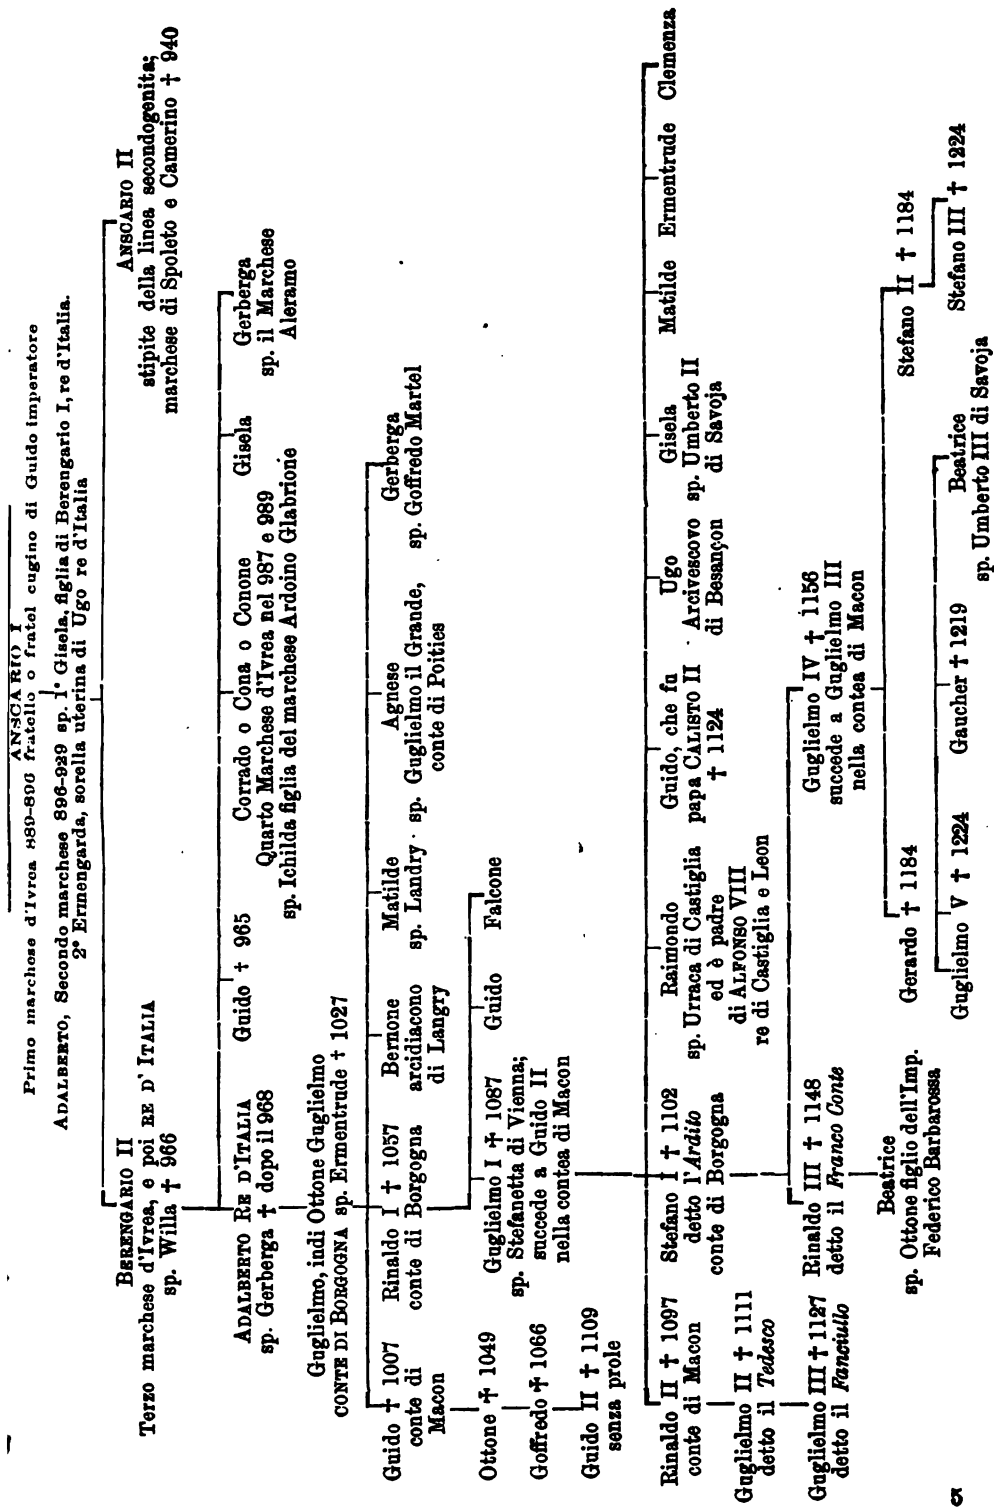 ANSCARIO I
Primo marchese d'Ivrea 889-896 fratello o fratel cugino di Guido imperatore
ADALBERTO, Secondo marchese 896-929 sp. 1° Gisela, figlia di Berengario I, re d'Italia.
2° Ermengarda, sorella uterina di Ugo re d'Italia
BERENGARIO II
Terzo marchese d'Ivrea, e poi RE D'ITALIA
sp. Willa † 966
ANSCARIO II
stipite della linea secondogenita;
marchese di Spoleto e Camerino † 940
ADALBERTO RE D'ITALIA
sp. Gerberga † dopo il 968
Guido † 965
Corrado o Cona o Conone
Quarto Marchese d'Ivrea nel 987 e 989
sp. Ichilda figlia del marchese Ardoino Glabrione
Gisela
Gerberga
sp. il Marchese
Aleramo
Guglielmo, indi Ottone Guglielmo
CONTE DI BORGOGNA sp. Ermentrude † 1027
Guido † 1007
conte di
Macon
Rinaldo I † 1057
conte di Borgogna
Bernone
arcidiacono
di Langry
Matilde
sp. Landry
Agnese
sp. Guglielmo il Grande,
conte di Poities
Gerberga
sp. Goffredo Martel
Ottone † 1049
Goffredo † 1066
Guido II † 1109
senza prole
Guglielmo I † 1087
sp. Stefanetta di Vienna;
succede a Guido II
nella contea di Macon
Guido
Falcone
Rinaldo II † 1097
conte di Macon
Stefano I † 1102
detto l'Ardito
conte di Borgogna
Raimondo
sp. Urraca di Castiglia
ed è padre
di ALFONSO VIII
re di Castiglia e Leon
Guido, che fu
papa CALISTO II
† 1124
Ugo
Arcivescovo
di Besançon
Gisela
sp. Umberto II
di Savoja
Matilde
Ermentrude
Clemenza
Guglielmo II † 1111
detto il Tedesco
Guglielmo III † 1127
detto il Fanciullo
Rinaldo III † 1148
detto il Franco Conte
Guglielmo IV † 1156
succede a Guglielmo III
nella contea di Macon
Beatrice
sp. Ottone figlio dell'Imp.
Federico Barbarossa
Gerardo † 1184
Stefano II † 1184
Guglielmo V † 1224
Gaucher † 1219
Beatrice
sp. Umberto III di Savoja
Stefano III † 1224
5